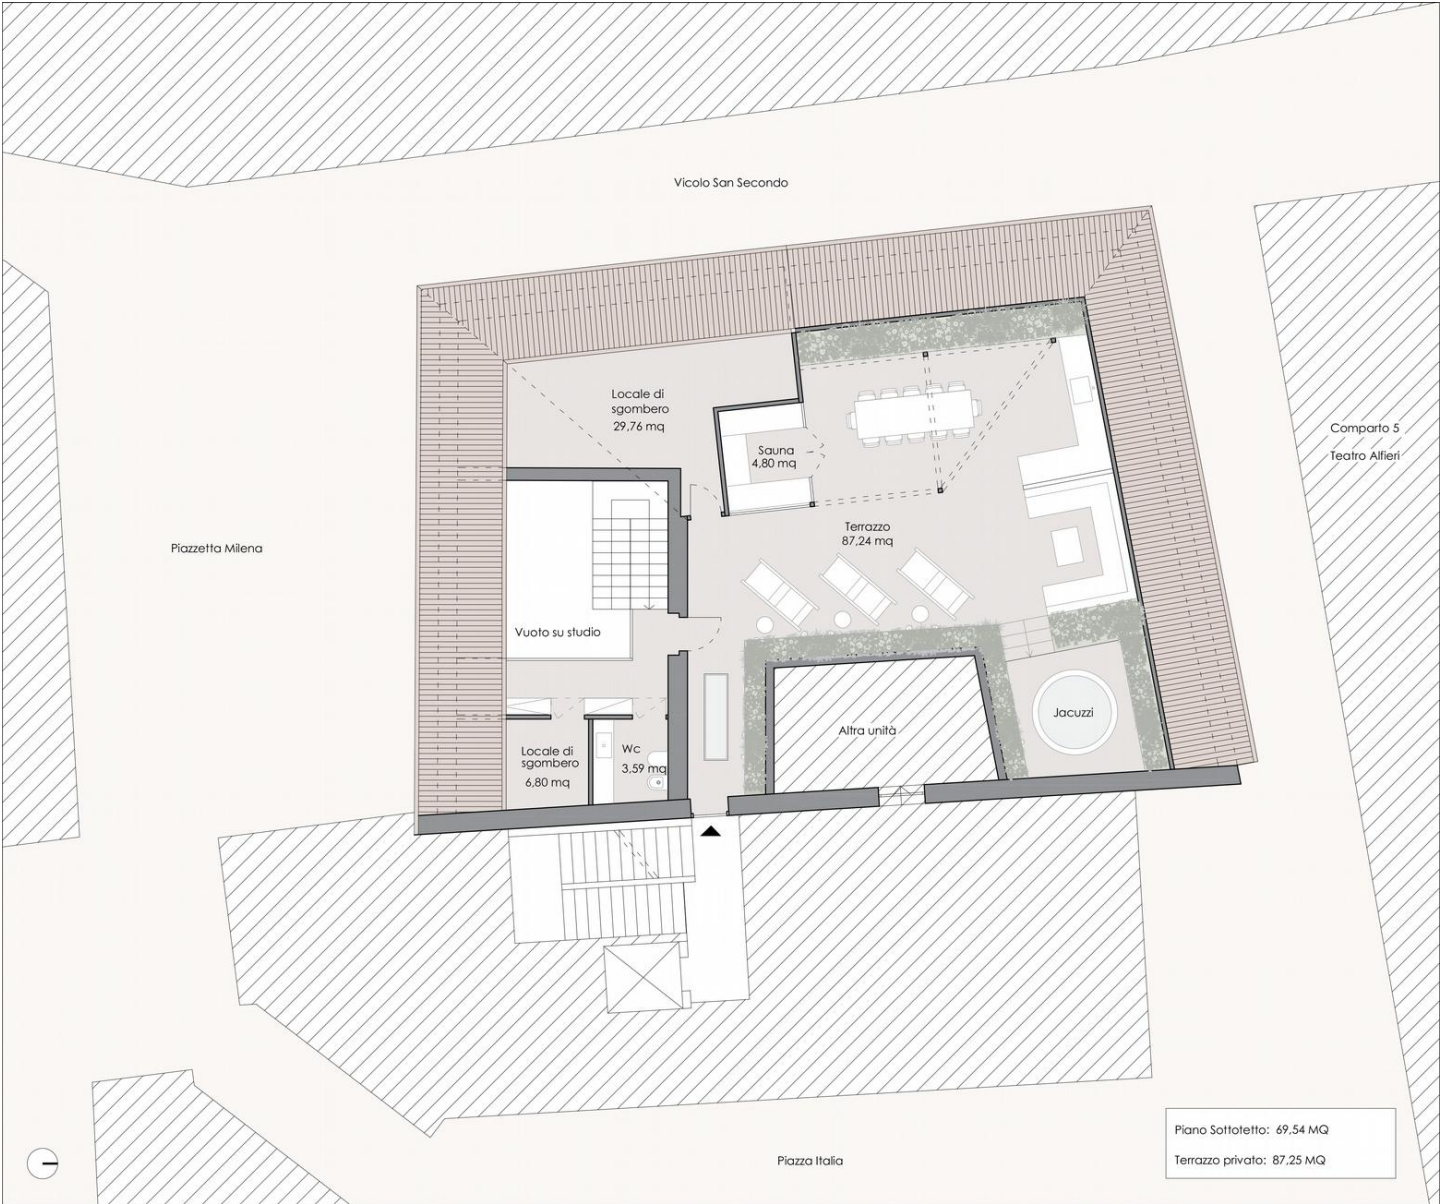 Vicolo San Secondo
Locale di
sgombero
29,76 mq
Sauna
4,80 mq
Comparto 5
Teatro Alfieri
Terrazzo
87,24 mq
Piazzetta Milena
Vuoto su studio
Jacuzzi
Altra unità
Locale di
sgombero
6,80 mq
Wc
3,59 mq
Piano Sottotetto: 69,54 MQ
Terrazzo privato: 87,25 MQ
Piazza Italia